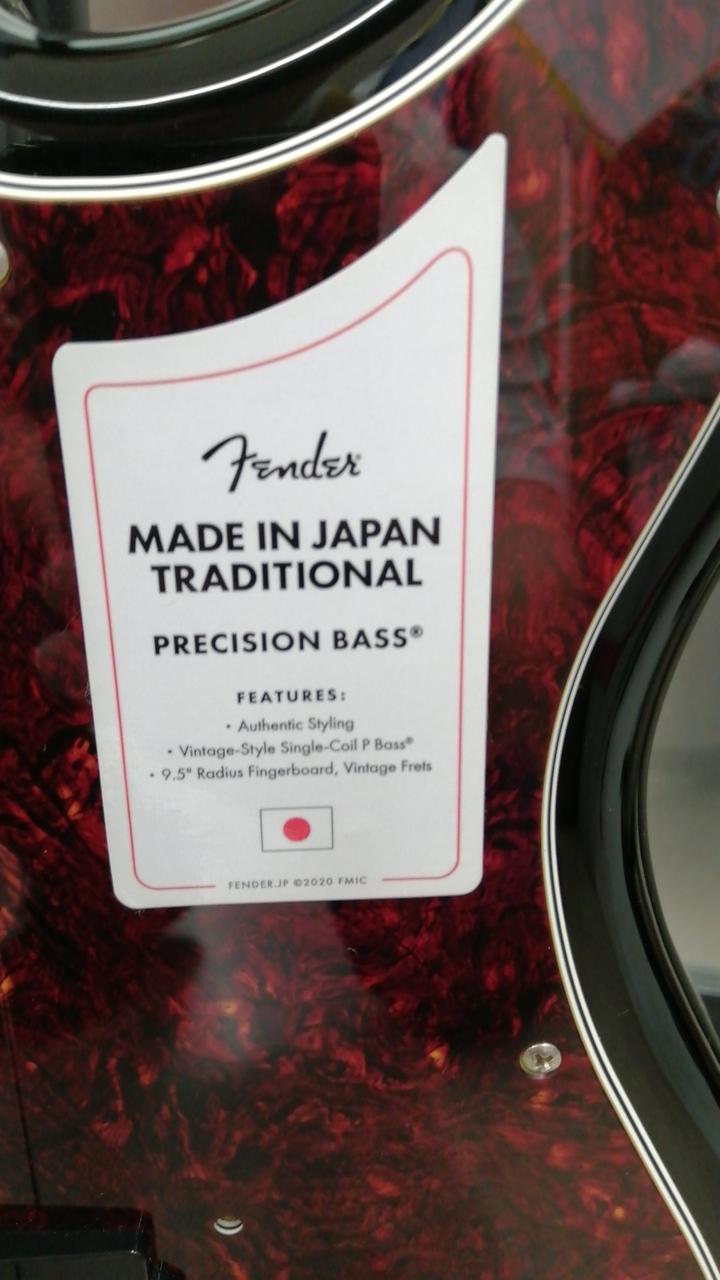 Fender®
MADE IN JAPAN
TRADITIONAL
PRECISION BASS®
FEATURES:
• Authentic Styling
• Vintage-Style Single-Coil P Bass®
• 9.5" Radius Fingerboard, Vintage Frets
FENDER.JP ©2020 FMIC